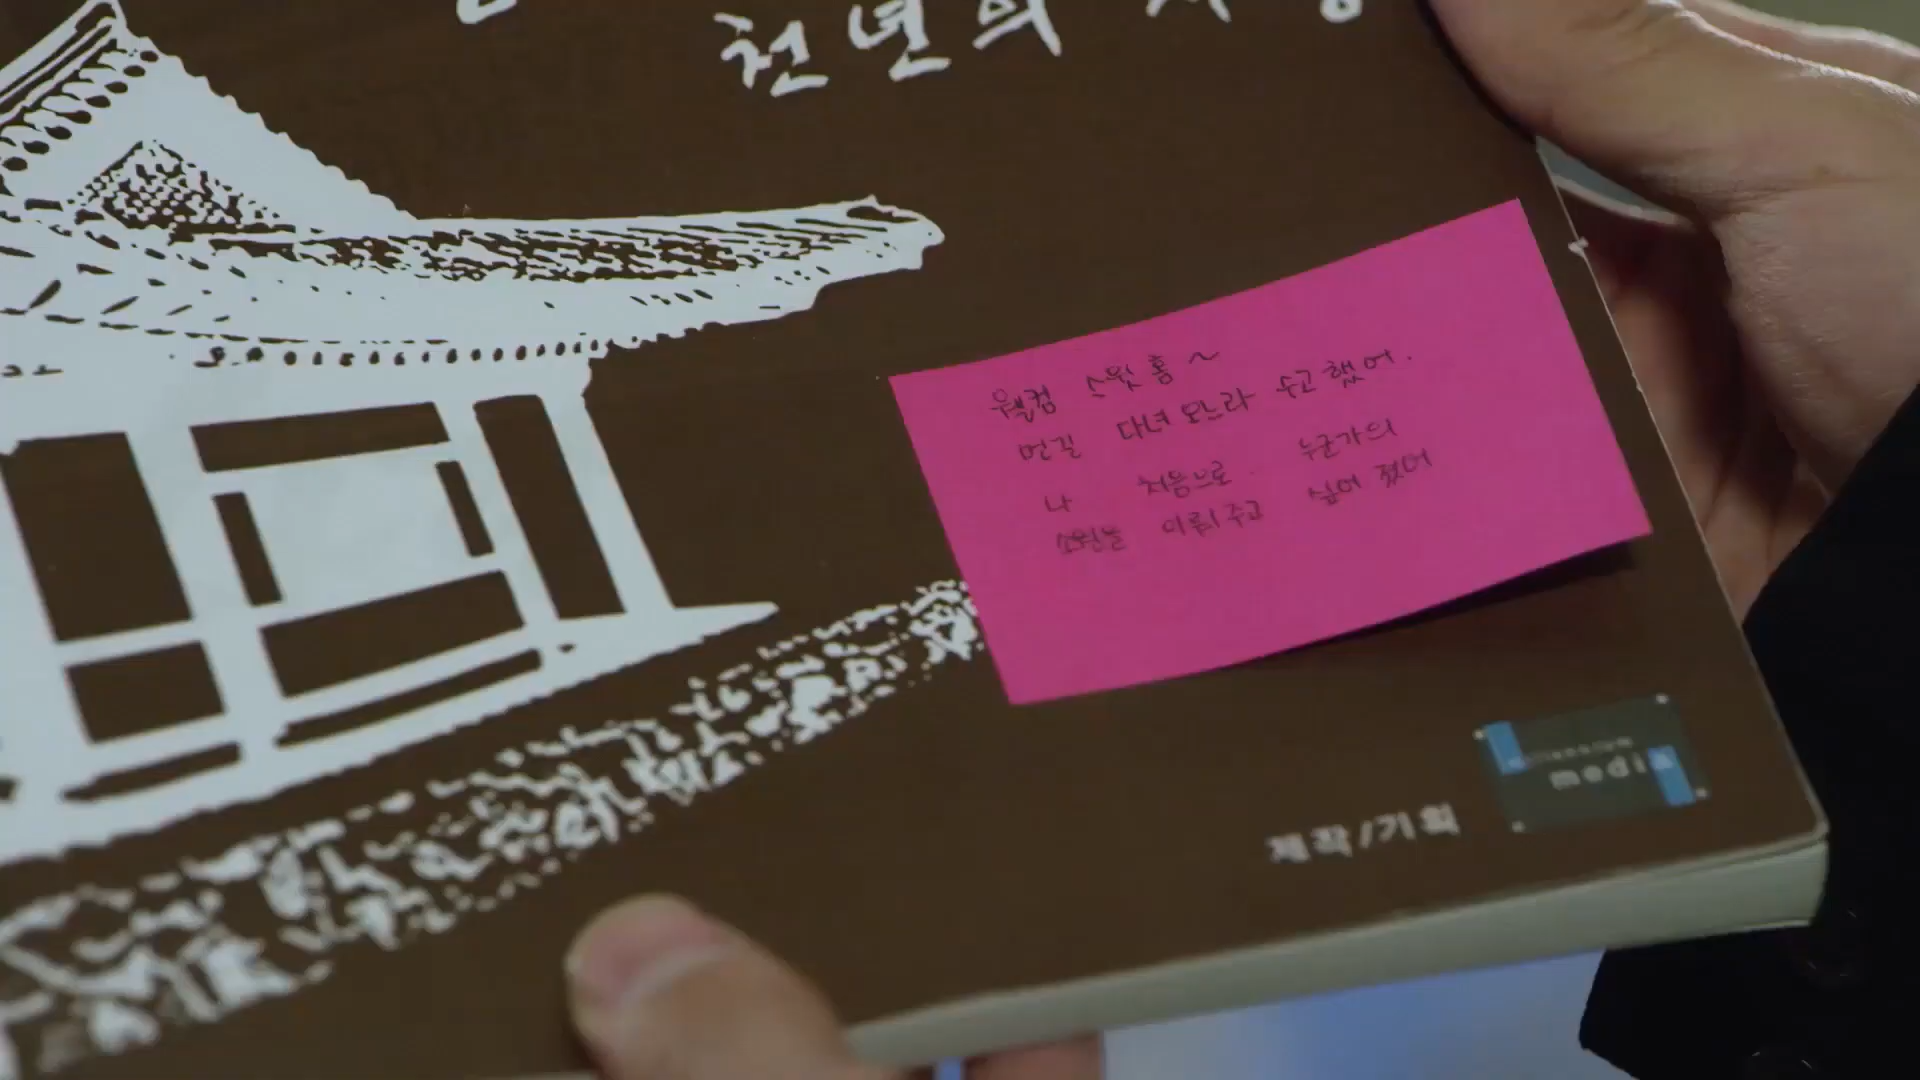 천년의
웰컴 스윗홈~
먼길 다녀오느라 수고했어.
나 처음으로 누군가의
소원을 이뤄주고 싶어졌어
제작/기획
media